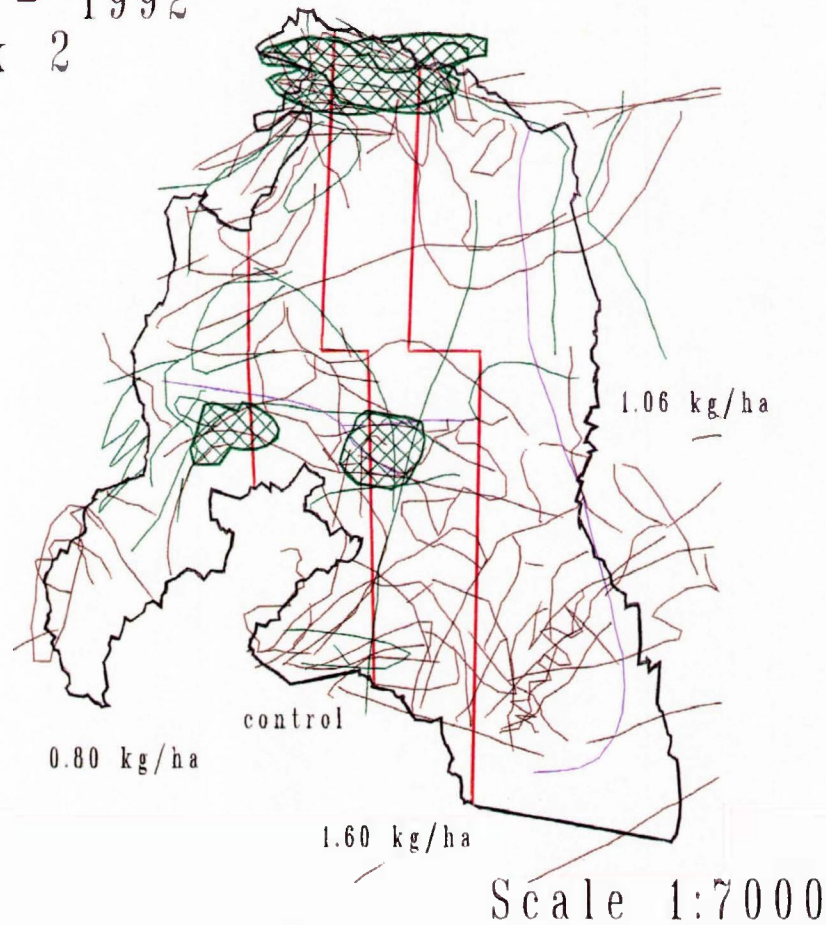 - 1992
2
1.06 kg/ha
control
0.80 kg/ha
1.60 kg/ha
Scale 1:7000